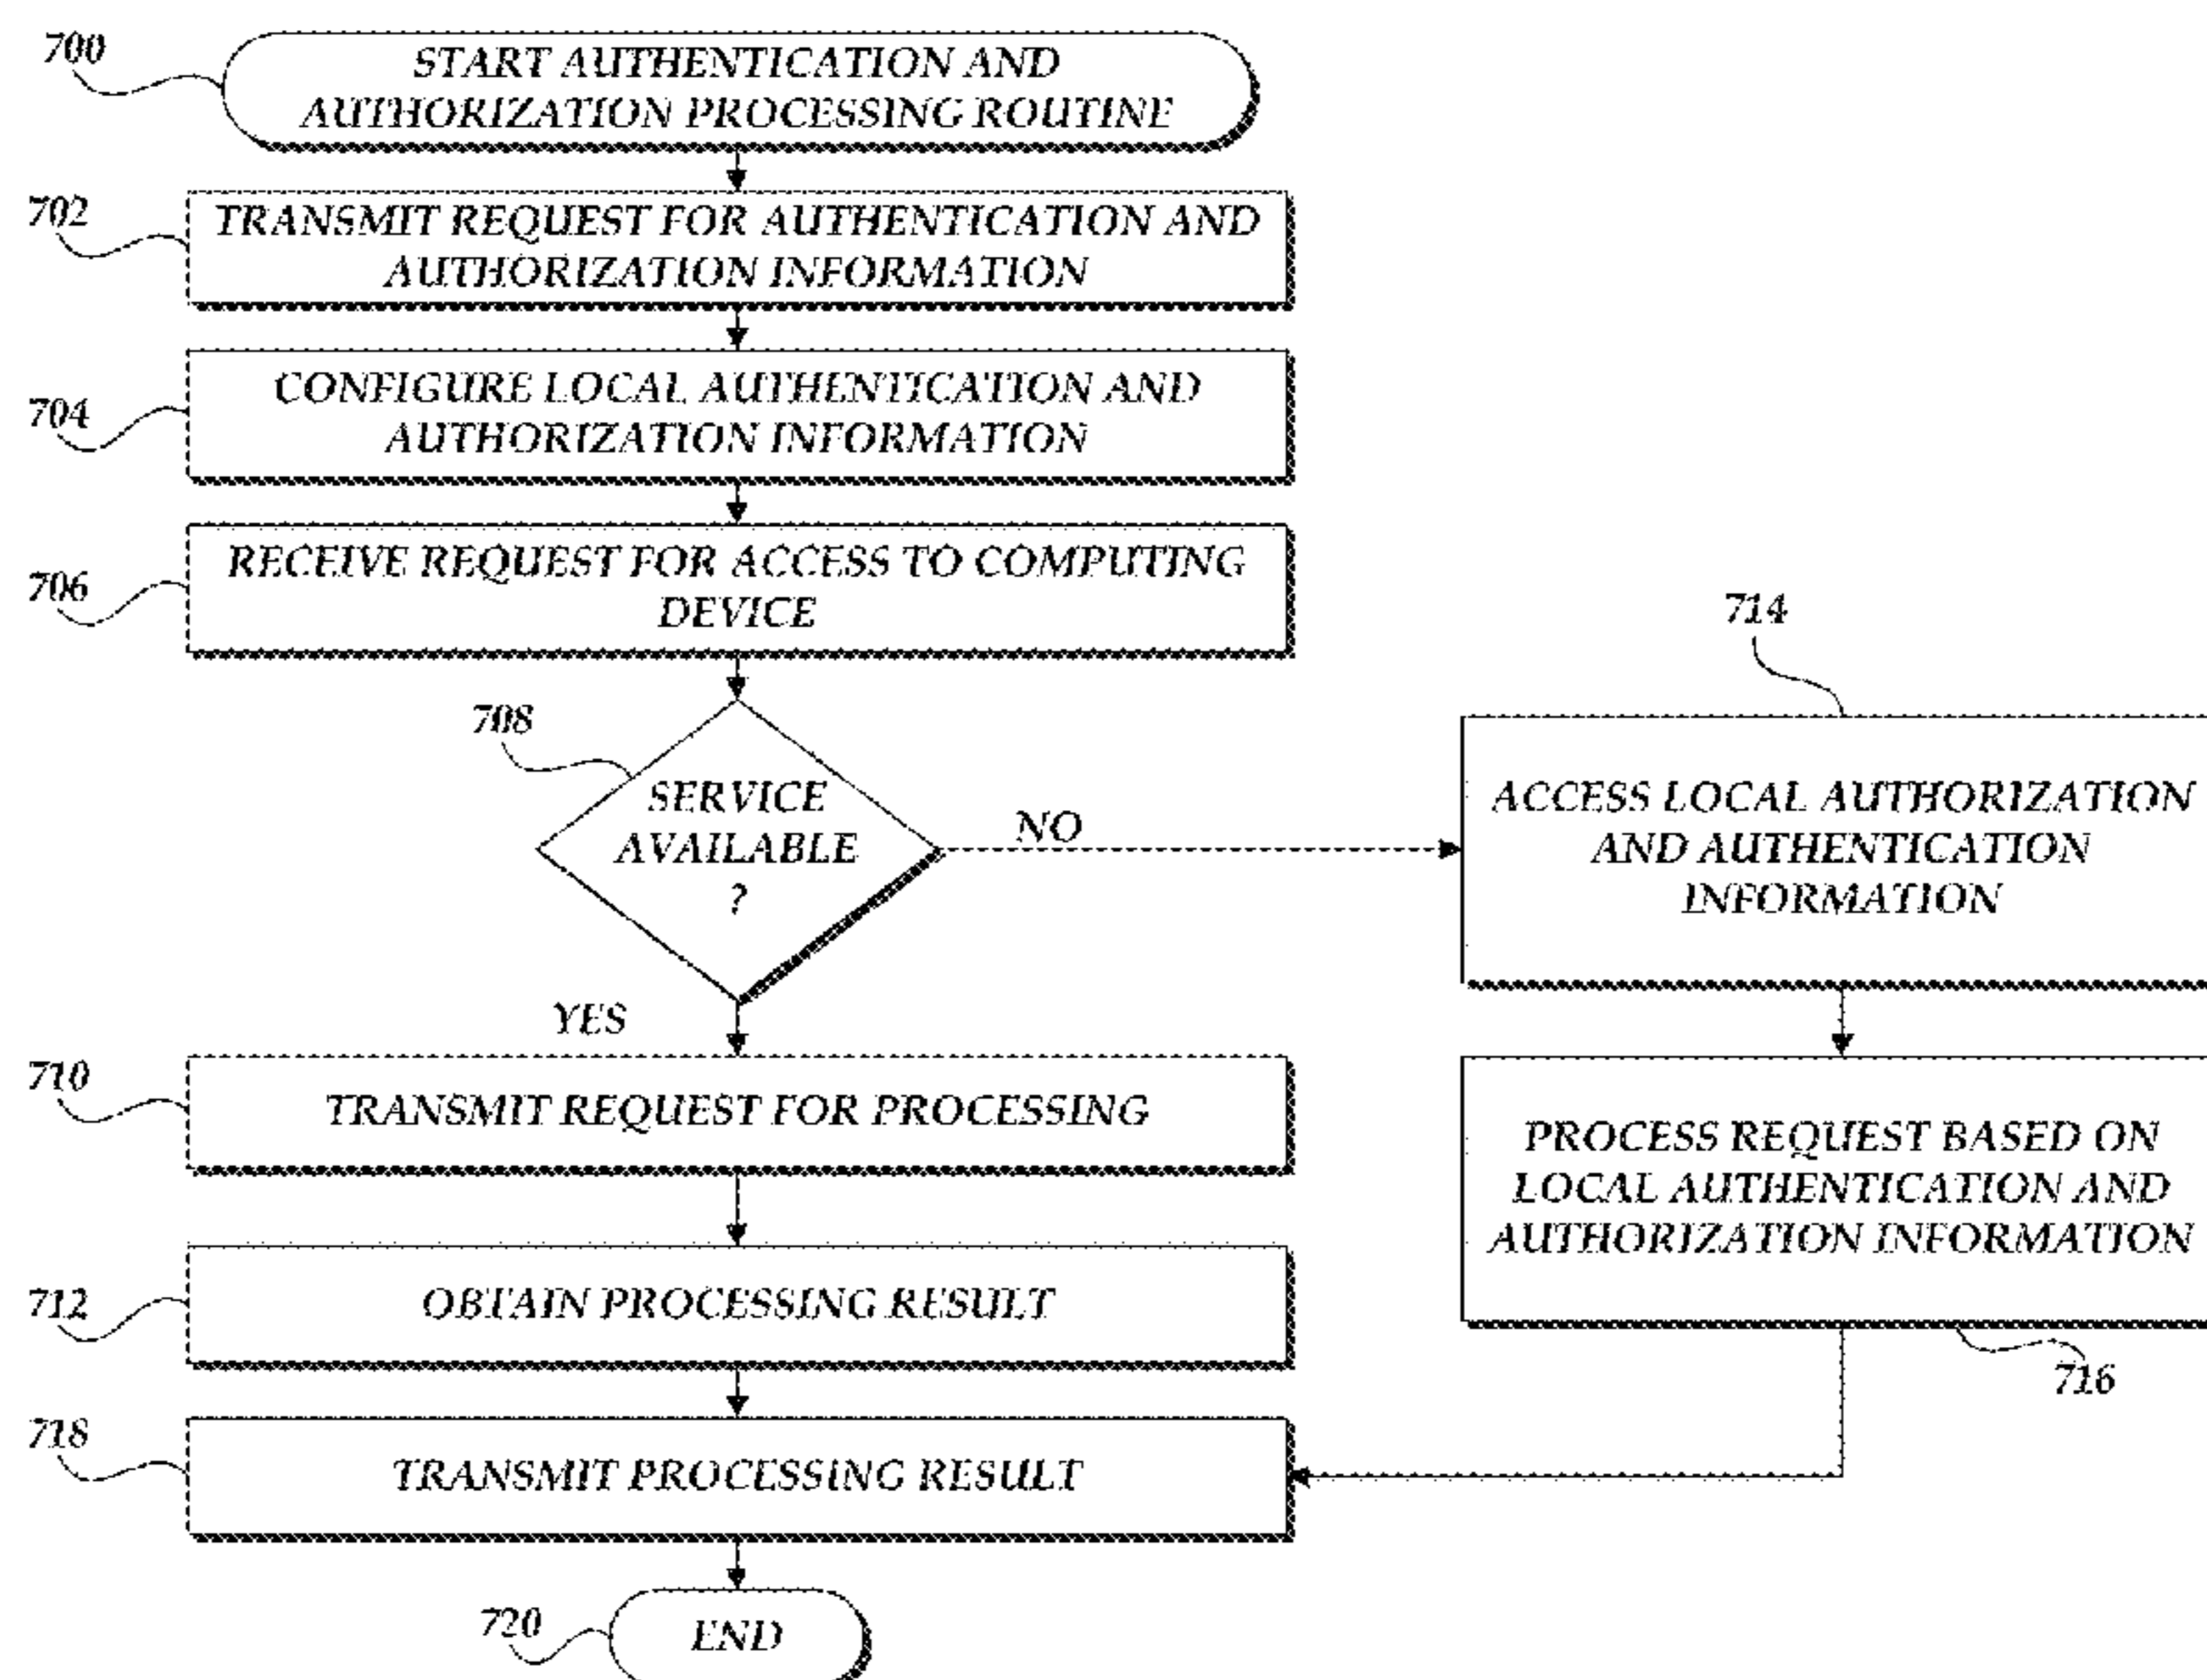 700
START AUTHENTICATION AND
AUTHORIZATION PROCESSING ROUTINE
702
TRANSMIT REQUEST FOR AUTHENTICATION AND
AUTHORIZATION INFORMATION
704
CONFIGURE LOCAL AUTHENTICATION AND
AUTHORIZATION INFORMATION
706
RECEIVE REQUEST FOR ACCESS TO COMPUTING
DEVICE
708
SERVICE
AVAILABLE
?
NO
YES
714
ACCESS LOCAL AUTHORIZATION
AND AUTHENTICATION
INFORMATION
710
TRANSMIT REQUEST FOR PROCESSING
PROCESS REQUEST BASED ON
LOCAL AUTHENTICATION AND
AUTHORIZATION INFORMATION
716
712
OBTAIN PROCESSING RESULT
718
TRANSMIT PROCESSING RESULT
720
END